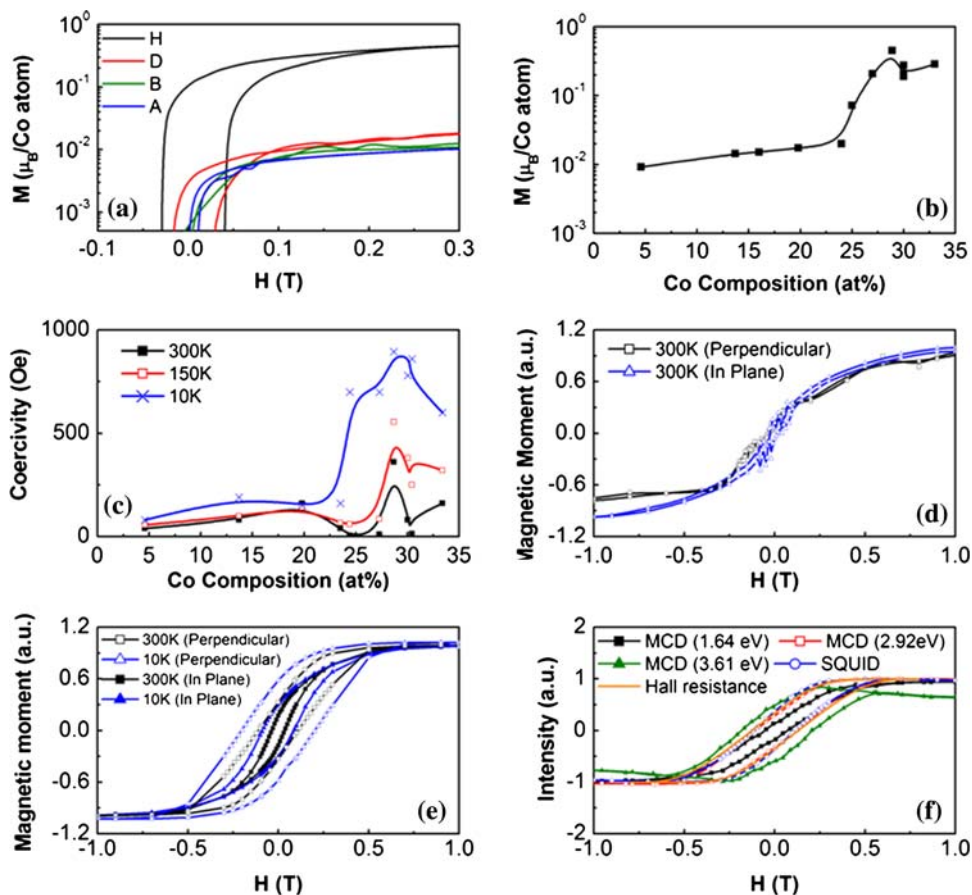 10⁰
10⁻¹
10⁻²
10⁻³
M (μB/Co atom)
H
D
B
A
(a)
-0.1 0.0 0.1 0.2 0.3
H (T)
10⁰
10⁻¹
10⁻²
10⁻³
M (μB/Co atom)
(b)
0 5 10 15 20 25 30 35
Co Composition (at%)
1000
500
0
Coercivity (Oe)
300K
150K
10K
(c)
0 5 10 15 20 25 30 35
Co Composition (at%)
1.2
0.6
0.0
-0.6
-1.2
Magnetic Moment (a.u.)
300K (Perpendicular)
300K (In Plane)
(d)
-1.0 -0.5 0.0 0.5 1.0
H (T)
1.2
0.6
0.0
-0.6
-1.2
Magnetic moment (a.u.)
300K (Perpendicular)
10K (Perpendicular)
300K (In Plane)
10K (In Plane)
(e)
-1.0 -0.5 0.0 0.5 1.0
H (T)
2
1
0
-1
-2
Intensity (a.u.)
MCD (1.64 eV) MCD (2.92eV)
MCD (3.61 eV) SQUID
Hall resistance
(f)
-1.0 -0.5 0.0 0.5 1.0
H (T)